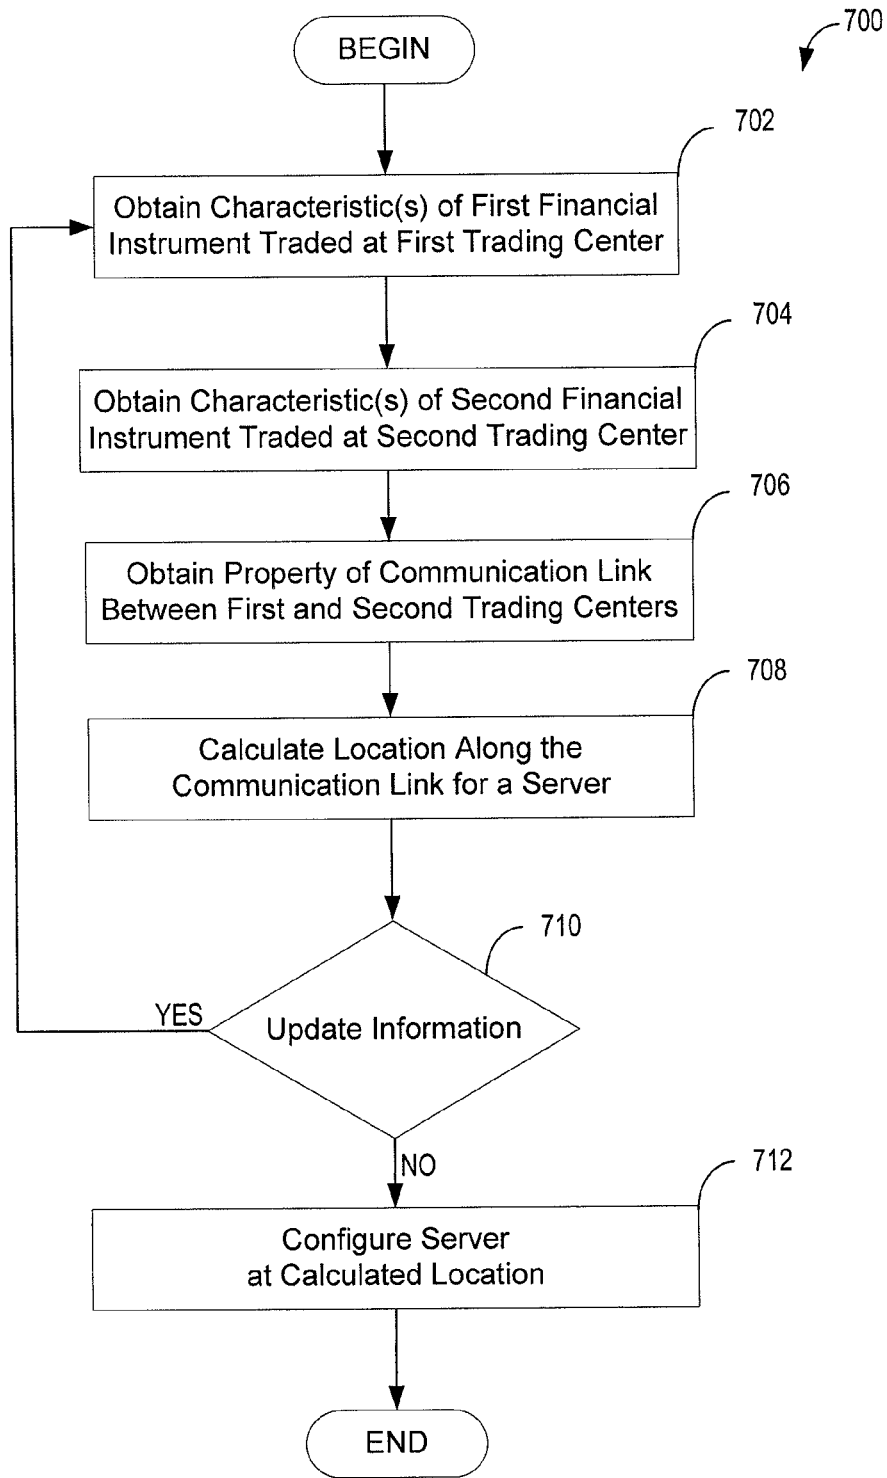 700
BEGIN
702
Obtain Characteristic(s) of First Financial
Instrument Traded at First Trading Center
704
Obtain Characteristic(s) of Second Financial
Instrument Traded at Second Trading Center
706
Obtain Property of Communication Link
Between First and Second Trading Centers
708
Calculate Location Along the
Communication Link for a Server
710
YES
Update Information
NO
712
Configure Server
at Calculated Location
END